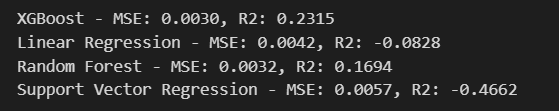 XGBoost - MSE: 0.0030, R2: 0.2315
Linear Regression - MSE: 0.0042, R2: -0.0828
Random Forest - MSE: 0.0032, R2: 0.1694
Support Vector Regression - MSE: 0.0057, R2: -0.4662